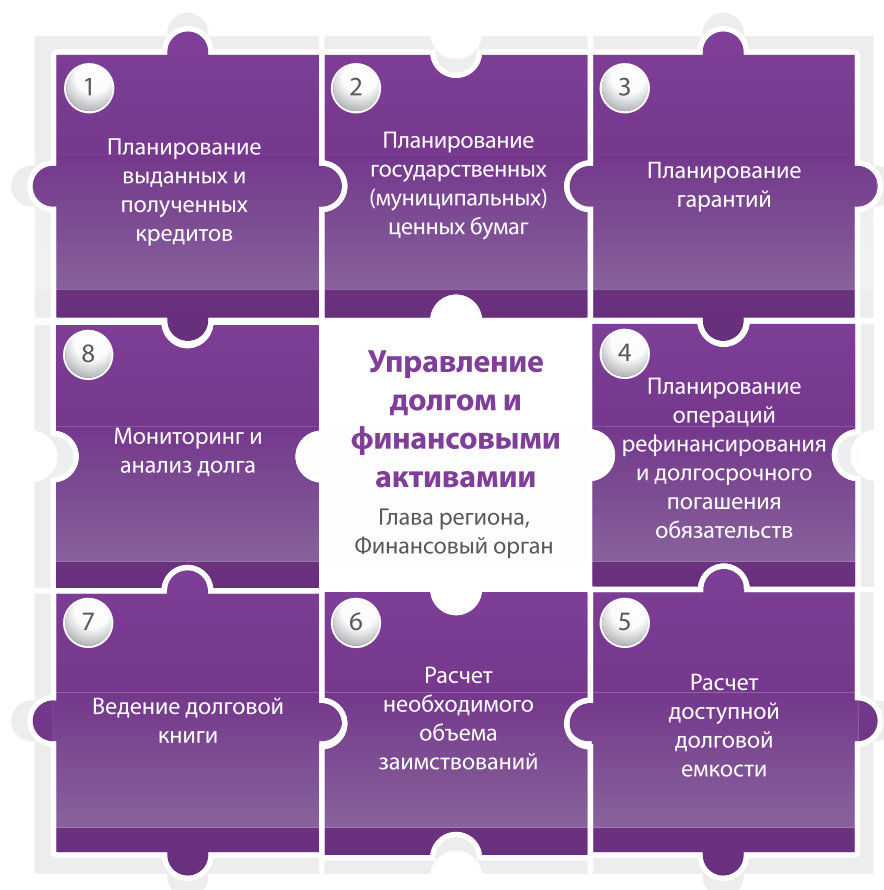 1
Планирование
выданных и
полученных
кредитов
2
Планирование
государственных
(муниципальных)
ценных бумаг
3
Планирование
гарантий
8
Мониторинг и
анализ долга
Управление
долгом и
финансовыми
активамии
Глава региона,
Финансовый орган
4
Планирование
операций
рефинансирования
и долгосрочного
погашения
обязательств
7
Ведение долговой
книги
6
Расчет
необходимого
объема
заимствований
5
Расчет
доступной
долговой
емкости